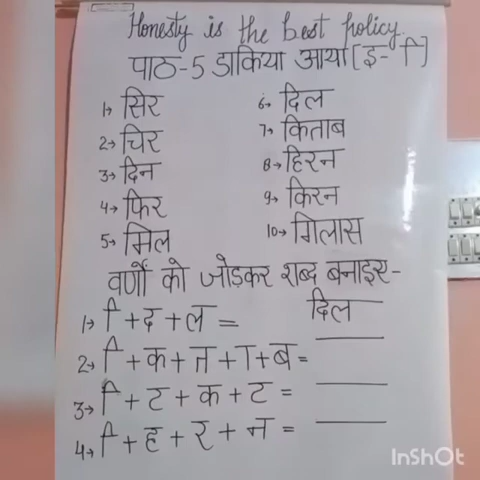 Honesty is the best policy.
पाठ-5 डाकिया आया [इ- ि]
1→ सिर
2→ चिर
3→ दिन
4→ फिर
5→ मिल
6→ दिल
7→ किताब
8→ हिरन
9→ किरन
10→ गिलास
वर्णों को जोड़कर शब्द बनाइए-
1→ ि+द+ल = दिल
2→ ि+क+त+ा+ब=
3→ ि+ट+क+ट =
4→ ि+ह+र+न =
InShOt